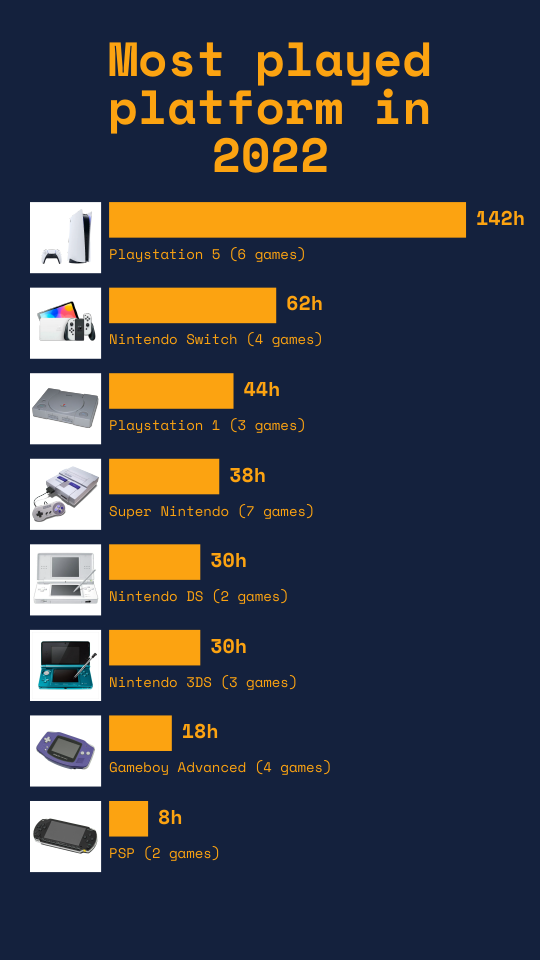 Most played
platform in
2022
142h
Playstation 5 (6 games)
62h
Nintendo Switch (4 games)
44h
Playstation 1 (3 games)
38h
Super Nintendo (7 games)
30h
Nintendo DS (2 games)
30h
Nintendo 3DS (3 games)
18h
Gameboy Advanced (4 games)
8h
PSP (2 games)